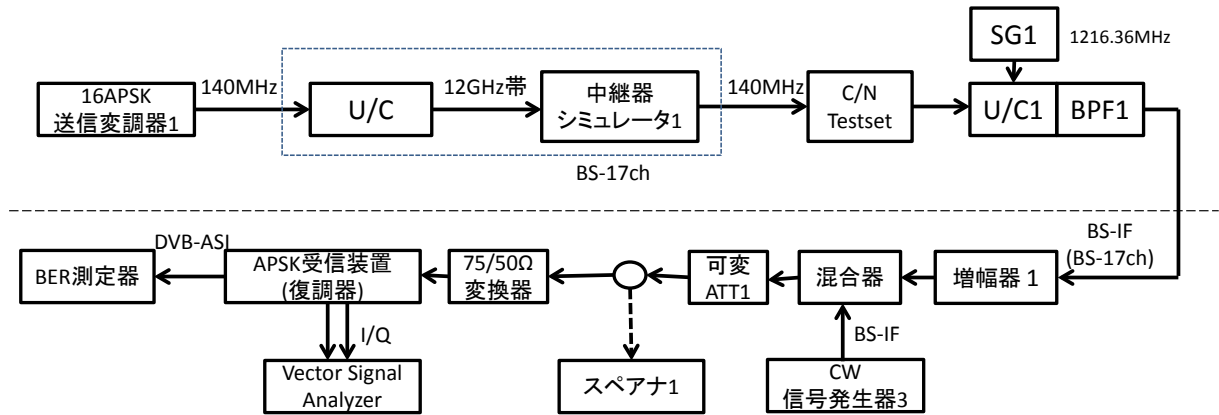 SG1
1216.36MHz
16APSK
送信変調器1
140MHz
U/C
12GHz帯
中継器
シミュレータ1
140MHz
C/N
Testset
U/C1
BPF1
BS-17ch
BS-IF
(BS-17ch)
DVB-ASI
BER測定器
APSK受信装置
(復調器)
75/50Ω
変換器
可変
ATT1
混合器
増幅器 1
I/Q
BS-IF
Vector Signal
Analyzer
スペアナ1
CW
信号発生器3